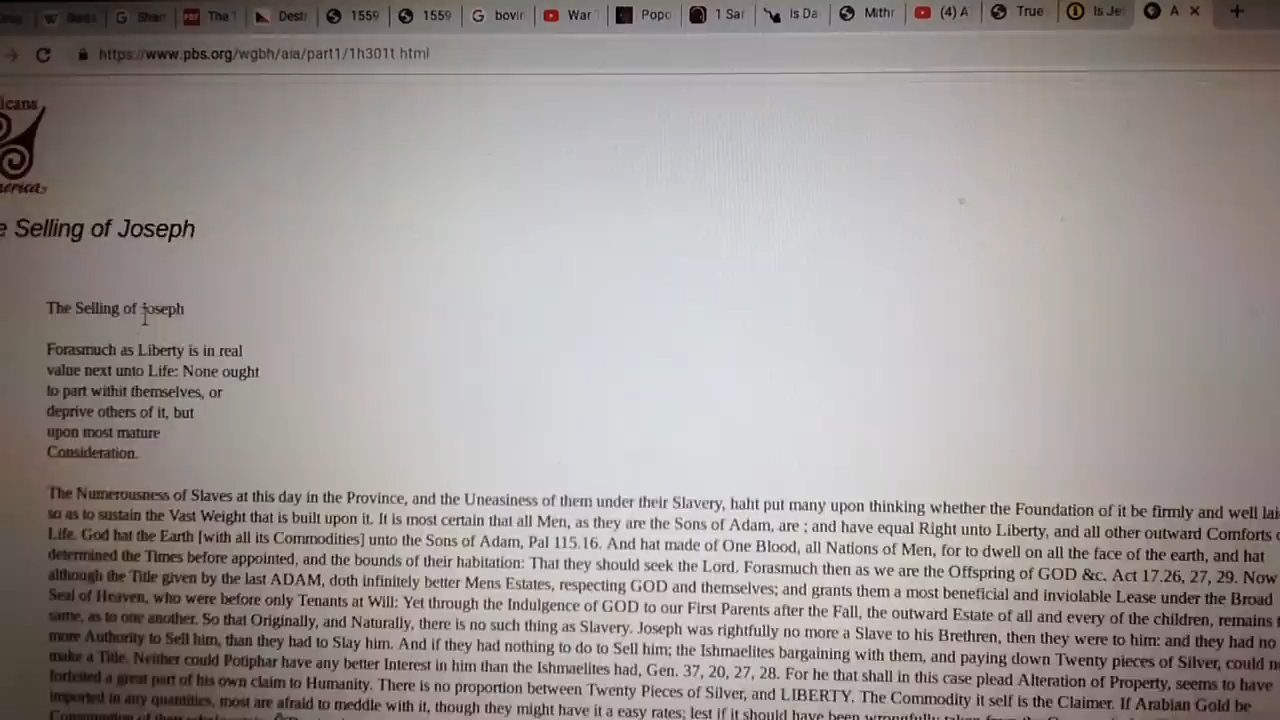 W Bas
G Shar
PDF The
Desti
1559
1559
G bovir
War
Popo
1 Sar
Is Da
Mithr
(4) A
True
Is Je
A
https://www.pbs.org/wgbh/aia/part1/1h301t.html
icans
merica
Selling of Joseph
The Selling of Joseph
Forasmuch as Liberty is in real
value next unto Life: None ought
to part withit themselves, or
deprive others of it, but
upon most mature
Consideration.
The Numerousness of Slaves at this day in the Province, and the Uneasiness of them under their Slavery, haht put many upon thinking whether the Foundation of it be firmly and well lai
so as to sustain the Vast Weight that is built upon it. It is most certain that all Men, as they are the Sons of Adam, are ; and have equal Right unto Liberty, and all other outward Comforts
Life. God hat the Earth [with all its Commodities] unto the Sons of Adam, Pal 115.16. And hat made of One Blood, all Nations of Men, for to dwell on all the face of the earth, and hat
determined the Times before appointed, and the bounds of their habitation: That they should seek the Lord. Forasmuch then as we are the Offspring of GOD &c. Act 17.26, 27, 29. Now
although the Title given by the last ADAM, doth infinitely better Mens Estates, respecting GOD and themselves; and grants them a most beneficial and inviolable Lease under the Broad
Seal of Heaven, who were before only Tenants at Will: Yet through the Indulgence of GOD to our First Parents after the Fall, the outward Estate of all and every of the children, remains
same, as to one another. So that Originally, and Naturally, there is no such thing as Slavery. Joseph was rightfully no more a Slave to his Brethren, then they were to him: and they had no
more Authority to Sell him, than they had to Slay him. And if they had nothing to do to Sell him; the Ishmaelites bargaining with them, and paying down Twenty pieces of Silver, could n
make a Title. Neither could Potiphar have any better Interest in him than the Ishmaelites had, Gen. 37, 20, 27, 28. For he that shall in this case plead Alteration of Property, seems to have
forfeited a great part of his own claim to Humanity. There is no proportion between Twenty Pieces of Silver, and LIBERTY. The Commodity it self is the Claimer. If Arabian Gold be
imported in any quantities, most are afraid to meddle with it, though they might have it a easy rates; lest if it should have been wrongfully taken from the